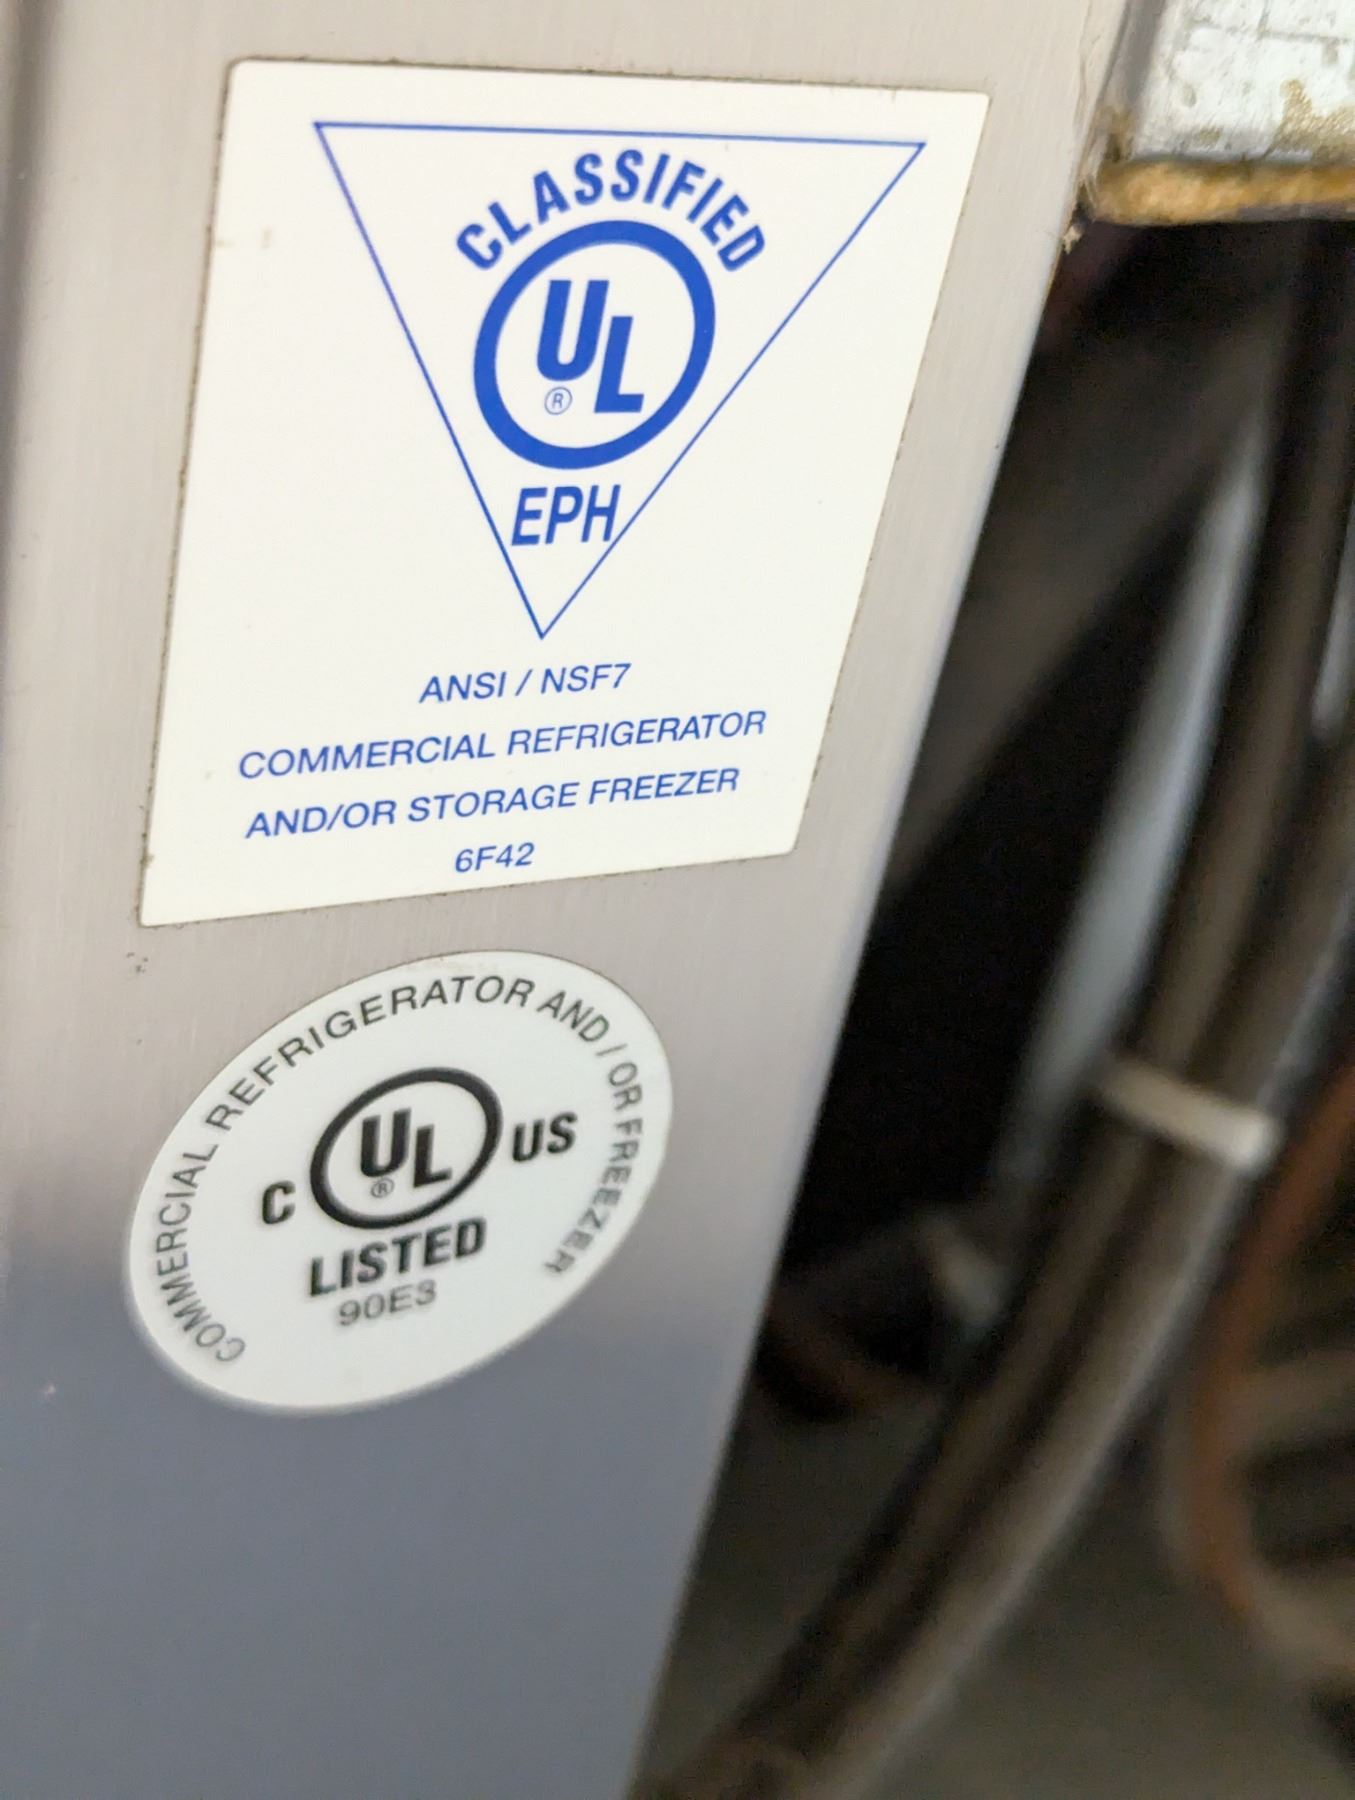 CLASSIFIED
UL
®
EPH
ANSI / NSF7
COMMERCIAL REFRIGERATOR
AND/OR STORAGE FREEZER
6F42
COMMERCIAL REFRIGERATOR AND / OR FREEZER
C UL US
®
LISTED
90E3